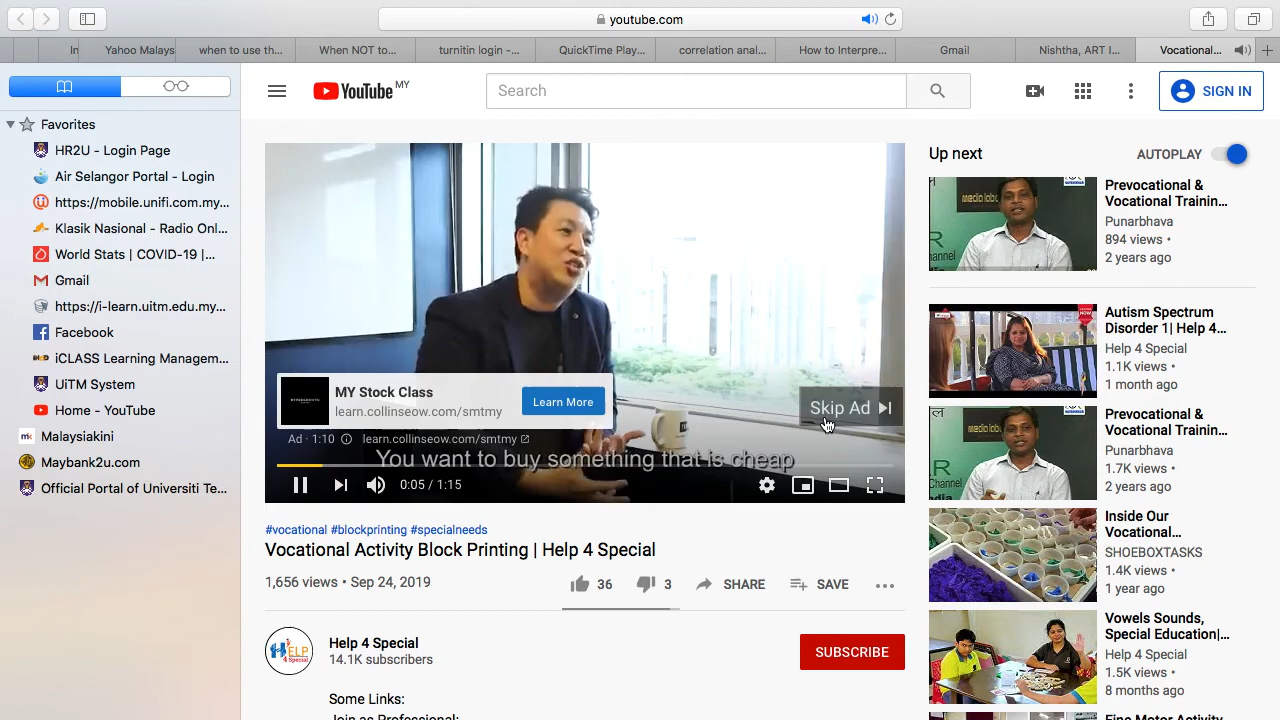 youtube.com
In
Yahoo Malays
when to use th...
When NOT to...
turnitin login -...
QuickTime Play...
correlation anal...
How to Interpre...
Gmail
Nishtha, ART I...
Vocational...
YouTube MY
Search
SIGN IN
Favorites
HR2U - Login Page
Air Selangor Portal - Login
https://mobile.unifi.com.my...
Klasik Nasional - Radio Onl...
World Stats | COVID-19 |...
Gmail
https://i-learn.uitm.edu.my...
Facebook
iCLASS Learning Managem...
UiTM System
Home - YouTube
Malaysiakini
Maybank2u.com
Official Portal of Universiti Te...
MY Stock Class
learn.collinseow.com/smtmy
Learn More
Skip Ad
Ad · 1:10
learn.collinseow.com/smtmy
You want to buy something that is cheap
0:05 / 1:15
#vocational #blockprinting #specialneeds
Vocational Activity Block Printing | Help 4 Special
1,656 views • Sep 24, 2019
36
3
SHARE
SAVE
Help 4 Special
14.1K subscribers
SUBSCRIBE
Some Links:
Join as Professional:
Up next
AUTOPLAY
Prevocational &
Vocational Trainin...
Punarbhava
894 views •
2 years ago
Autism Spectrum
Disorder 1| Help 4...
Help 4 Special
1.1K views •
1 month ago
Prevocational &
Vocational Trainin...
Punarbhava
1.7K views •
2 years ago
Inside Our
Vocational...
SHOEBOXTASKS
1.4K views •
1 year ago
Vowels Sounds,
Special Education|...
Help 4 Special
1.5K views •
8 months ago
Fine Motor Activity